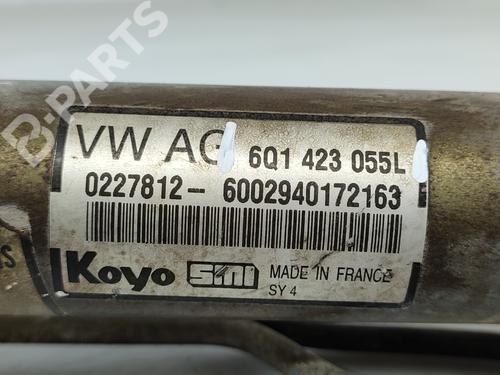 B-PARTS
VW AG 6Q1 423 055L
0227812- 6002940172163
Koyo SMI MADE IN FRANCE
SY 4